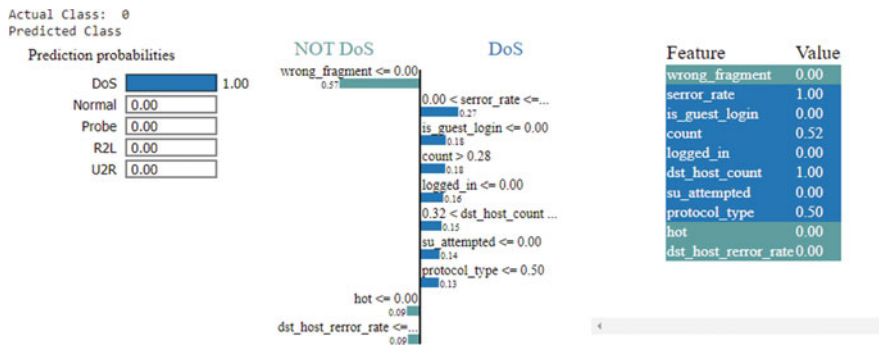 Actual Class: 0
Predicted Class
Prediction probabilities
DoS 1.00
Normal 0.00
Probe 0.00
R2L 0.00
U2R 0.00
NOT DoS DoS
wrong_fragment <= 0.00
0.57
0.00 < serror_rate <=...
0.27
is_guest_login <= 0.00
0.18
count > 0.28
0.18
logged_in <= 0.00
0.16
0.32 < dst_host_count ...
0.15
su_attempted <= 0.00
0.14
protocol_type <= 0.50
0.13
hot <= 0.00
0.09
dst_host_rerror_rate <=...
0.09
Feature Value
wrong_fragment 0.00
serror_rate 1.00
is_guest_login 0.00
count 0.52
logged_in 0.00
dst_host_count 1.00
su_attempted 0.00
protocol_type 0.50
hot 0.00
dst_host_rerror_rate 0.00